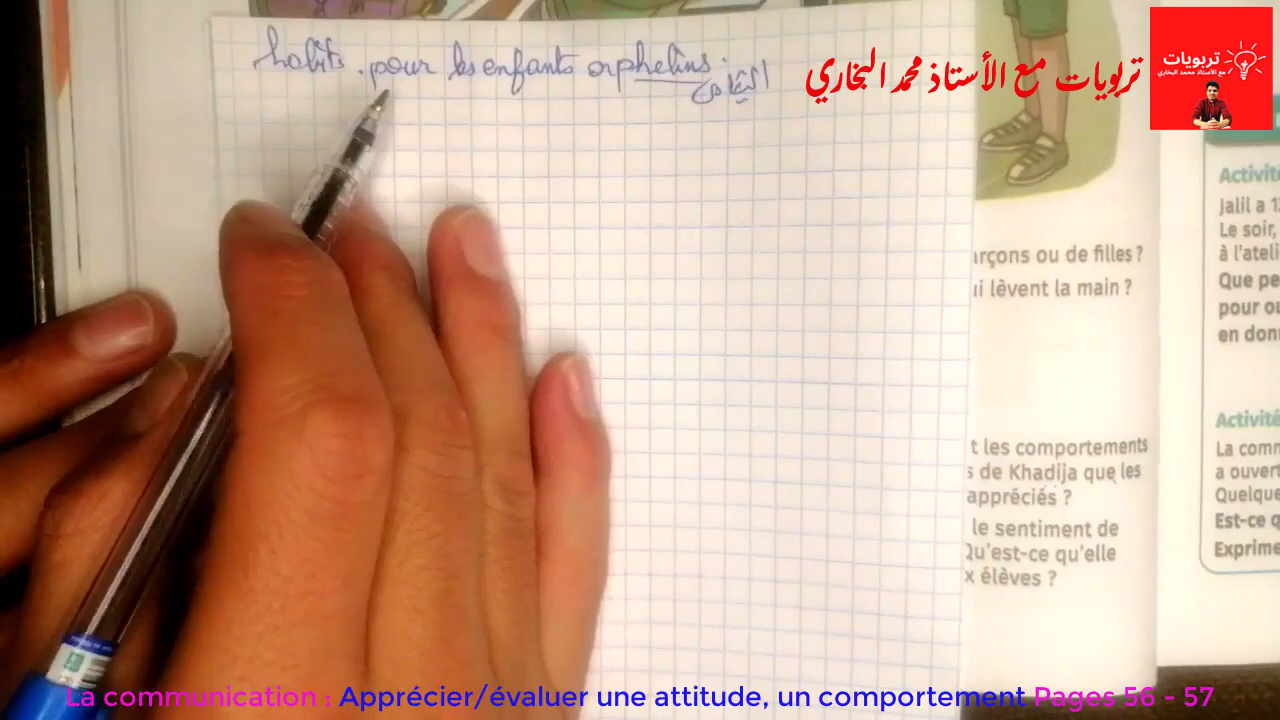 habits. pour les enfants orphelins.
اليتامى
تربويات مع الأستاذ محمد البخاري
تربويات
مع الأستاذ محمد البخاري
arçons ou de filles ?
ui lèvent la main ?
t les comportements
s de Khadija que les
appréciés ?
le sentiment de
Qu'est-ce qu'elle
x élèves ?
Activité
Jalil a 1
Le soir,
à l'ateli
Que pe
pour ou
en donn
Activité
La comm
a ouvert
Quelque
Est-ce q
Exprime
La communication : Apprécier/évaluer une attitude, un comportement Pages 56 - 57